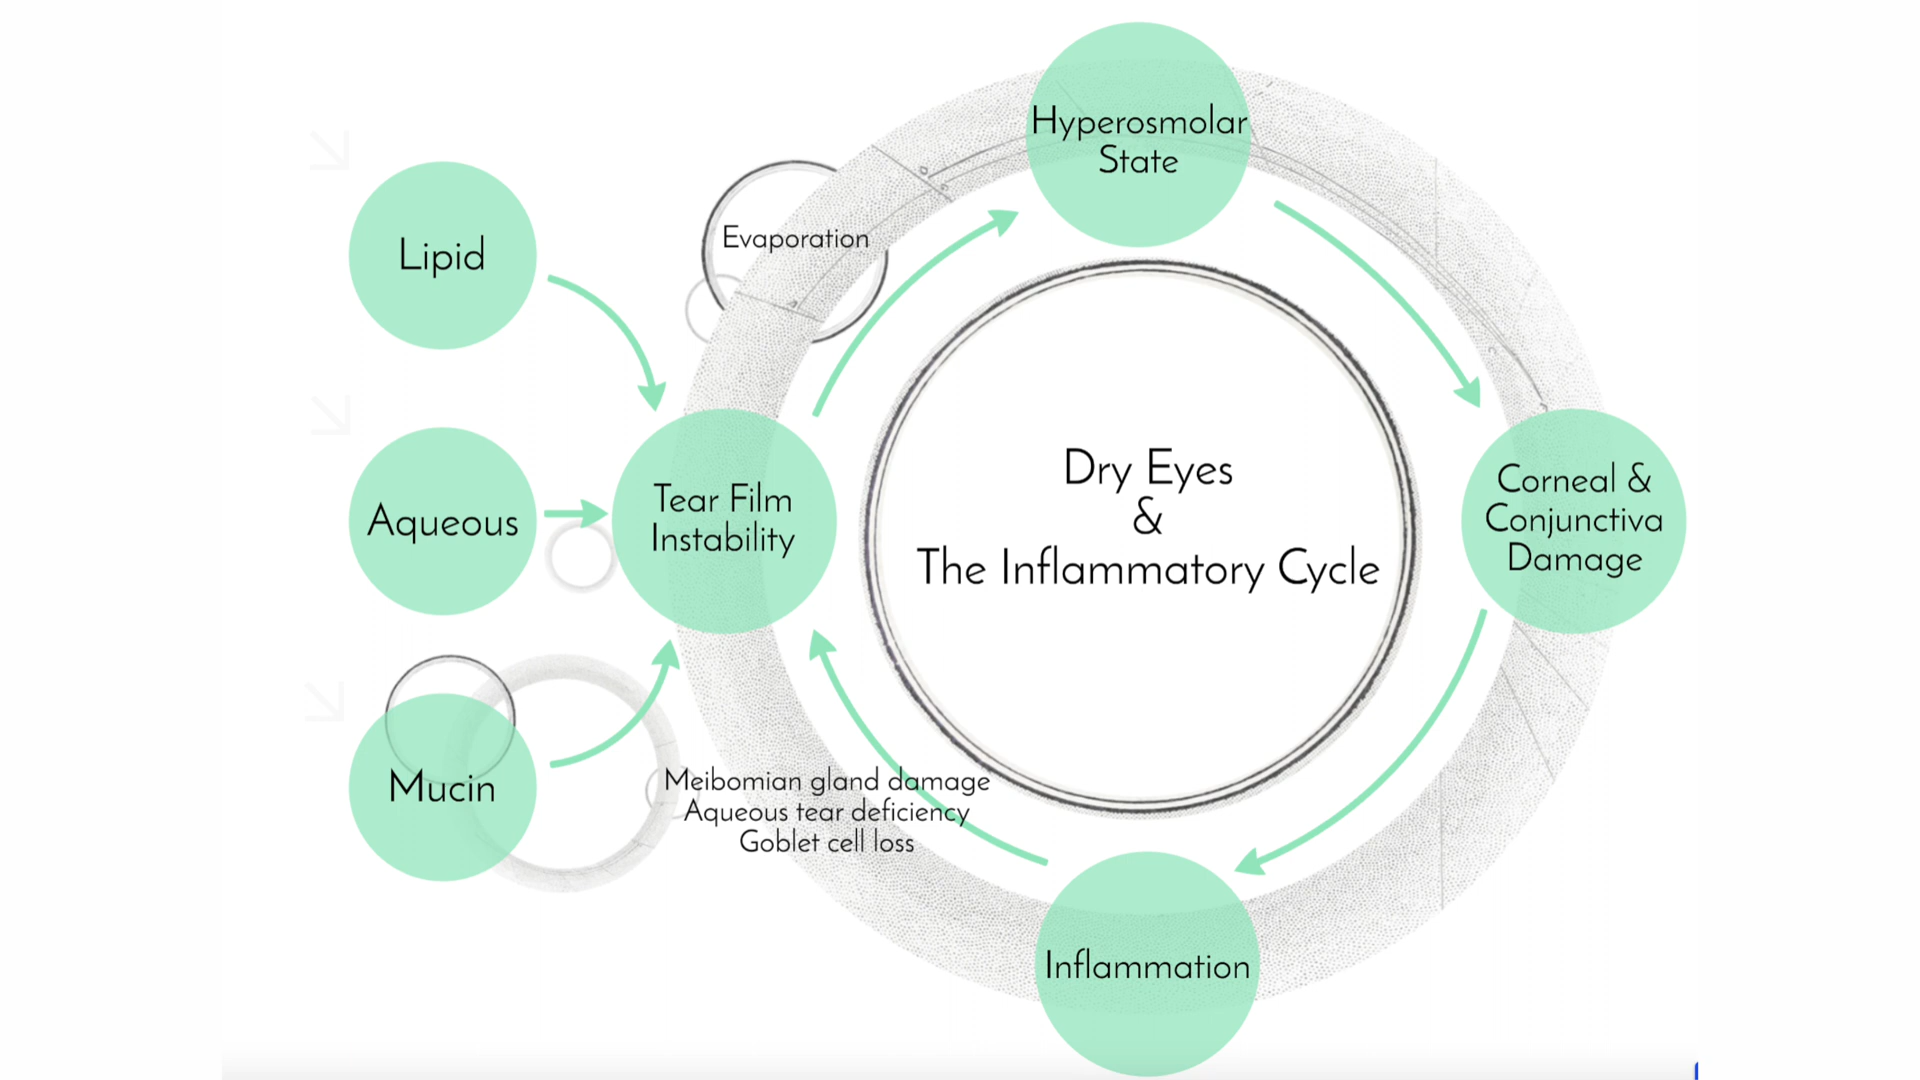 Hyperosmolar
State
Lipid
Evaporation
Tear Film
Instability
Aqueous
Dry Eyes
&
The Inflammatory Cycle
Corneal &
Conjunctiva
Damage
Mucin
Meibomian gland damage
Aqueous tear deficiency
Goblet cell loss
Inflammation